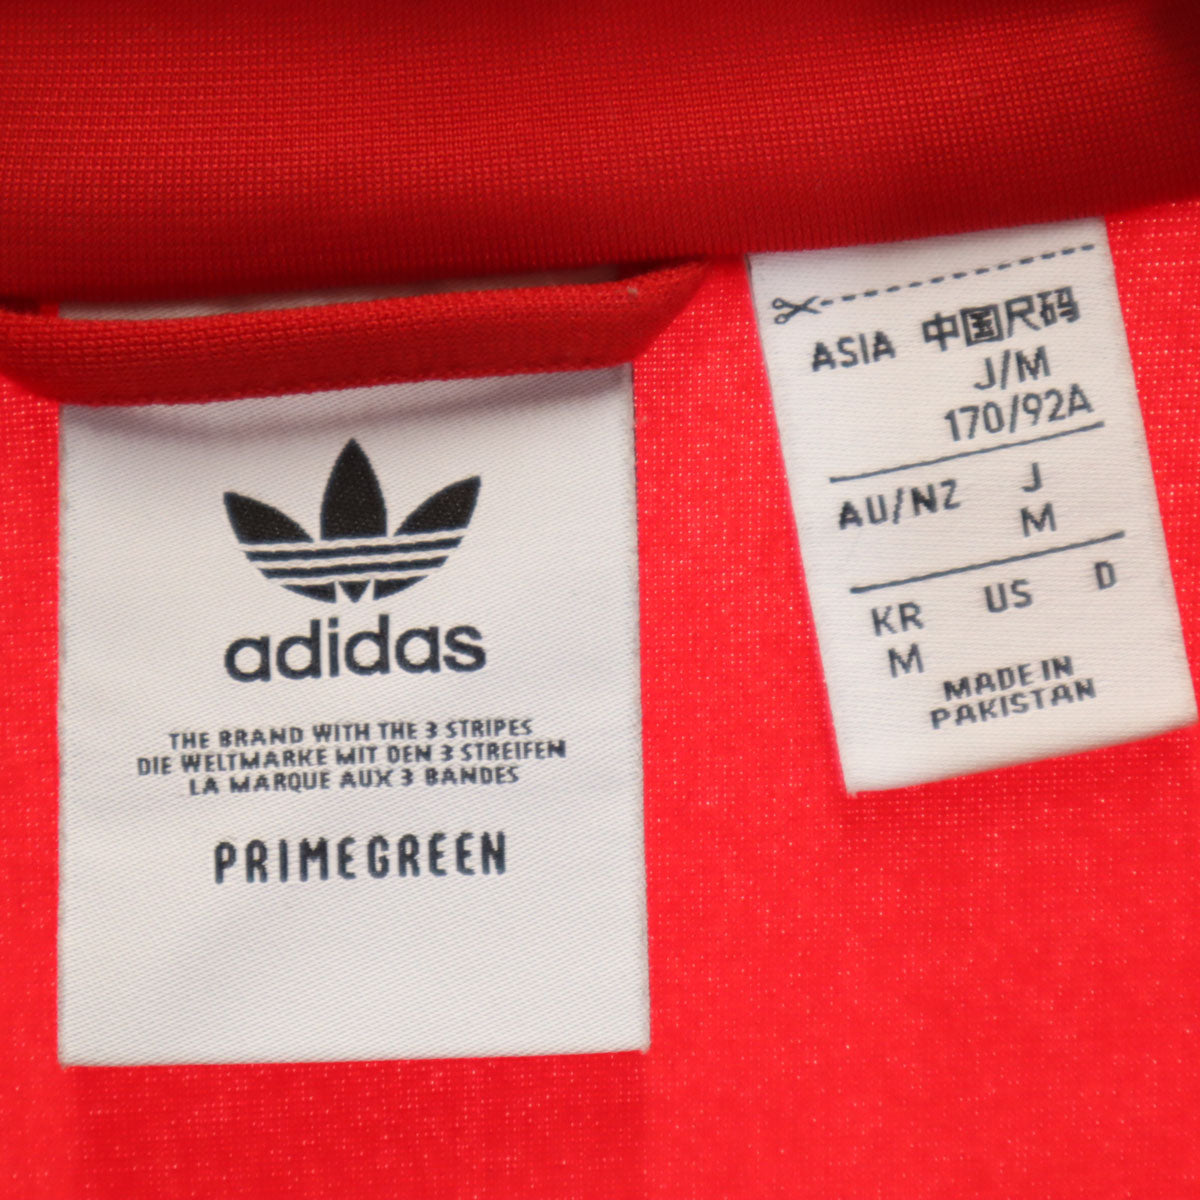 adidas
THE BRAND WITH THE 3 STRIPES
DIE WELTMARKE MIT DEN 3 STREIFEN
LA MARQUE AUX 3 BANDES
PRIMEGREEN
ASIA 中国尺码
J/M
170/92A
AU/NZ J
M
KR US D
M
MADE IN
PAKISTAN